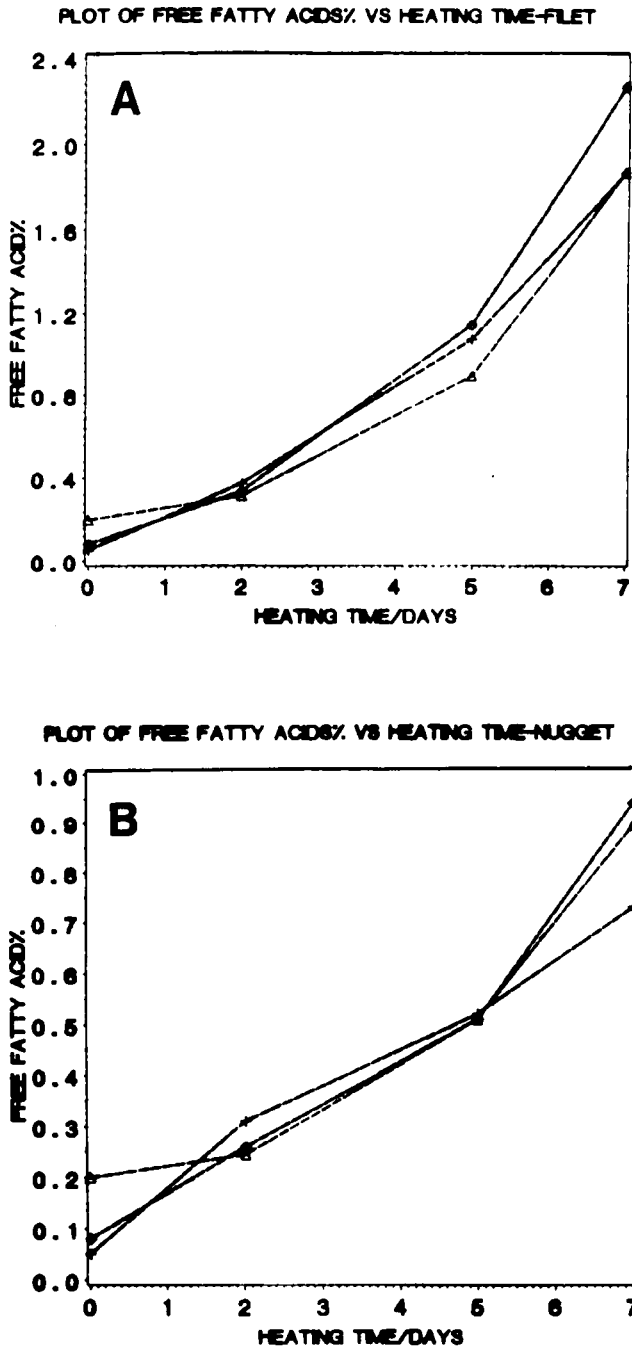 PLOT OF FREE FATTY ACIDS% VS HEATING TIME-FILET
A
2.4
2.0
1.6
1.2
0.8
0.4
0.0
FREE FATTY ACID%
0 1 2 3 4 5 6 7
HEATING TIME/DAYS
PLOT OF FREE FATTY ACIDS% VS HEATING TIME-NUGGET
B
1.0
0.9
0.8
0.7
0.6
0.5
0.4
0.3
0.2
0.1
0.0
FREE FATTY ACID%
0 1 2 3 4 5 6 7
HEATING TIME/DAYS